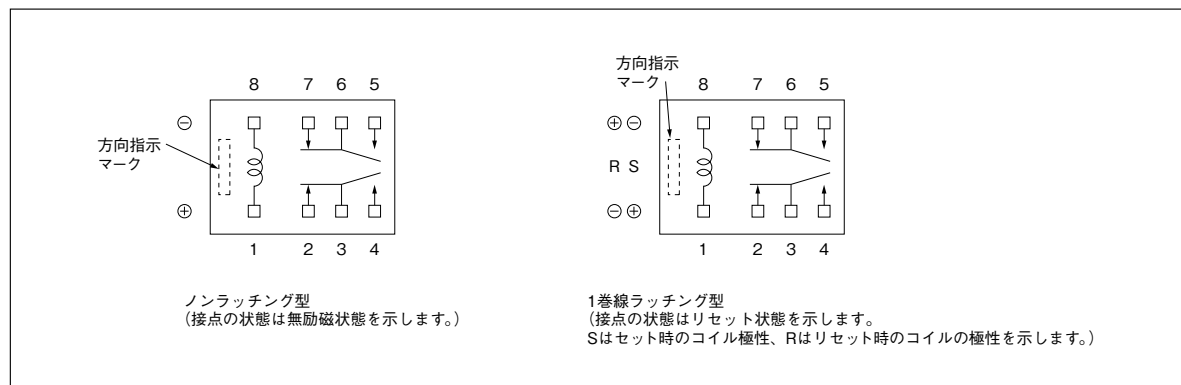 8 7 6 5
⊖
方向指示
マーク
⊕
1 2 3 4
ノンラッチング型
(接点の状態は無励磁状態を示します。)
方向指示
マーク
8 7 6 5
⊕ ⊖
R S
⊖ ⊕
1 2 3 4
1巻線ラッチング型
(接点の状態はリセット状態を示します。
Sはセット時のコイル極性、Rはリセット時のコイルの極性を示します。)